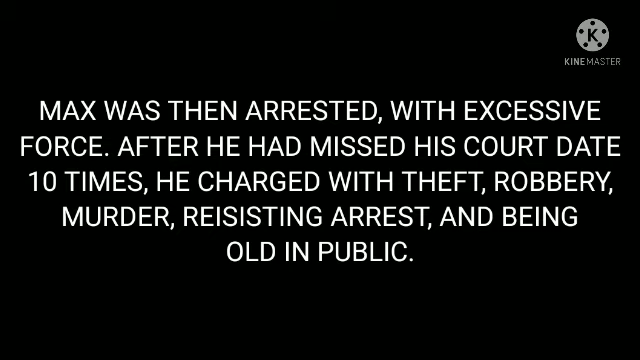 K
KINEMASTER
MAX WAS THEN ARRESTED, WITH EXCESSIVE
FORCE. AFTER HE HAD MISSED HIS COURT DATE
10 TIMES, HE CHARGED WITH THEFT, ROBBERY,
MURDER, REISISTING ARREST, AND BEING
OLD IN PUBLIC.